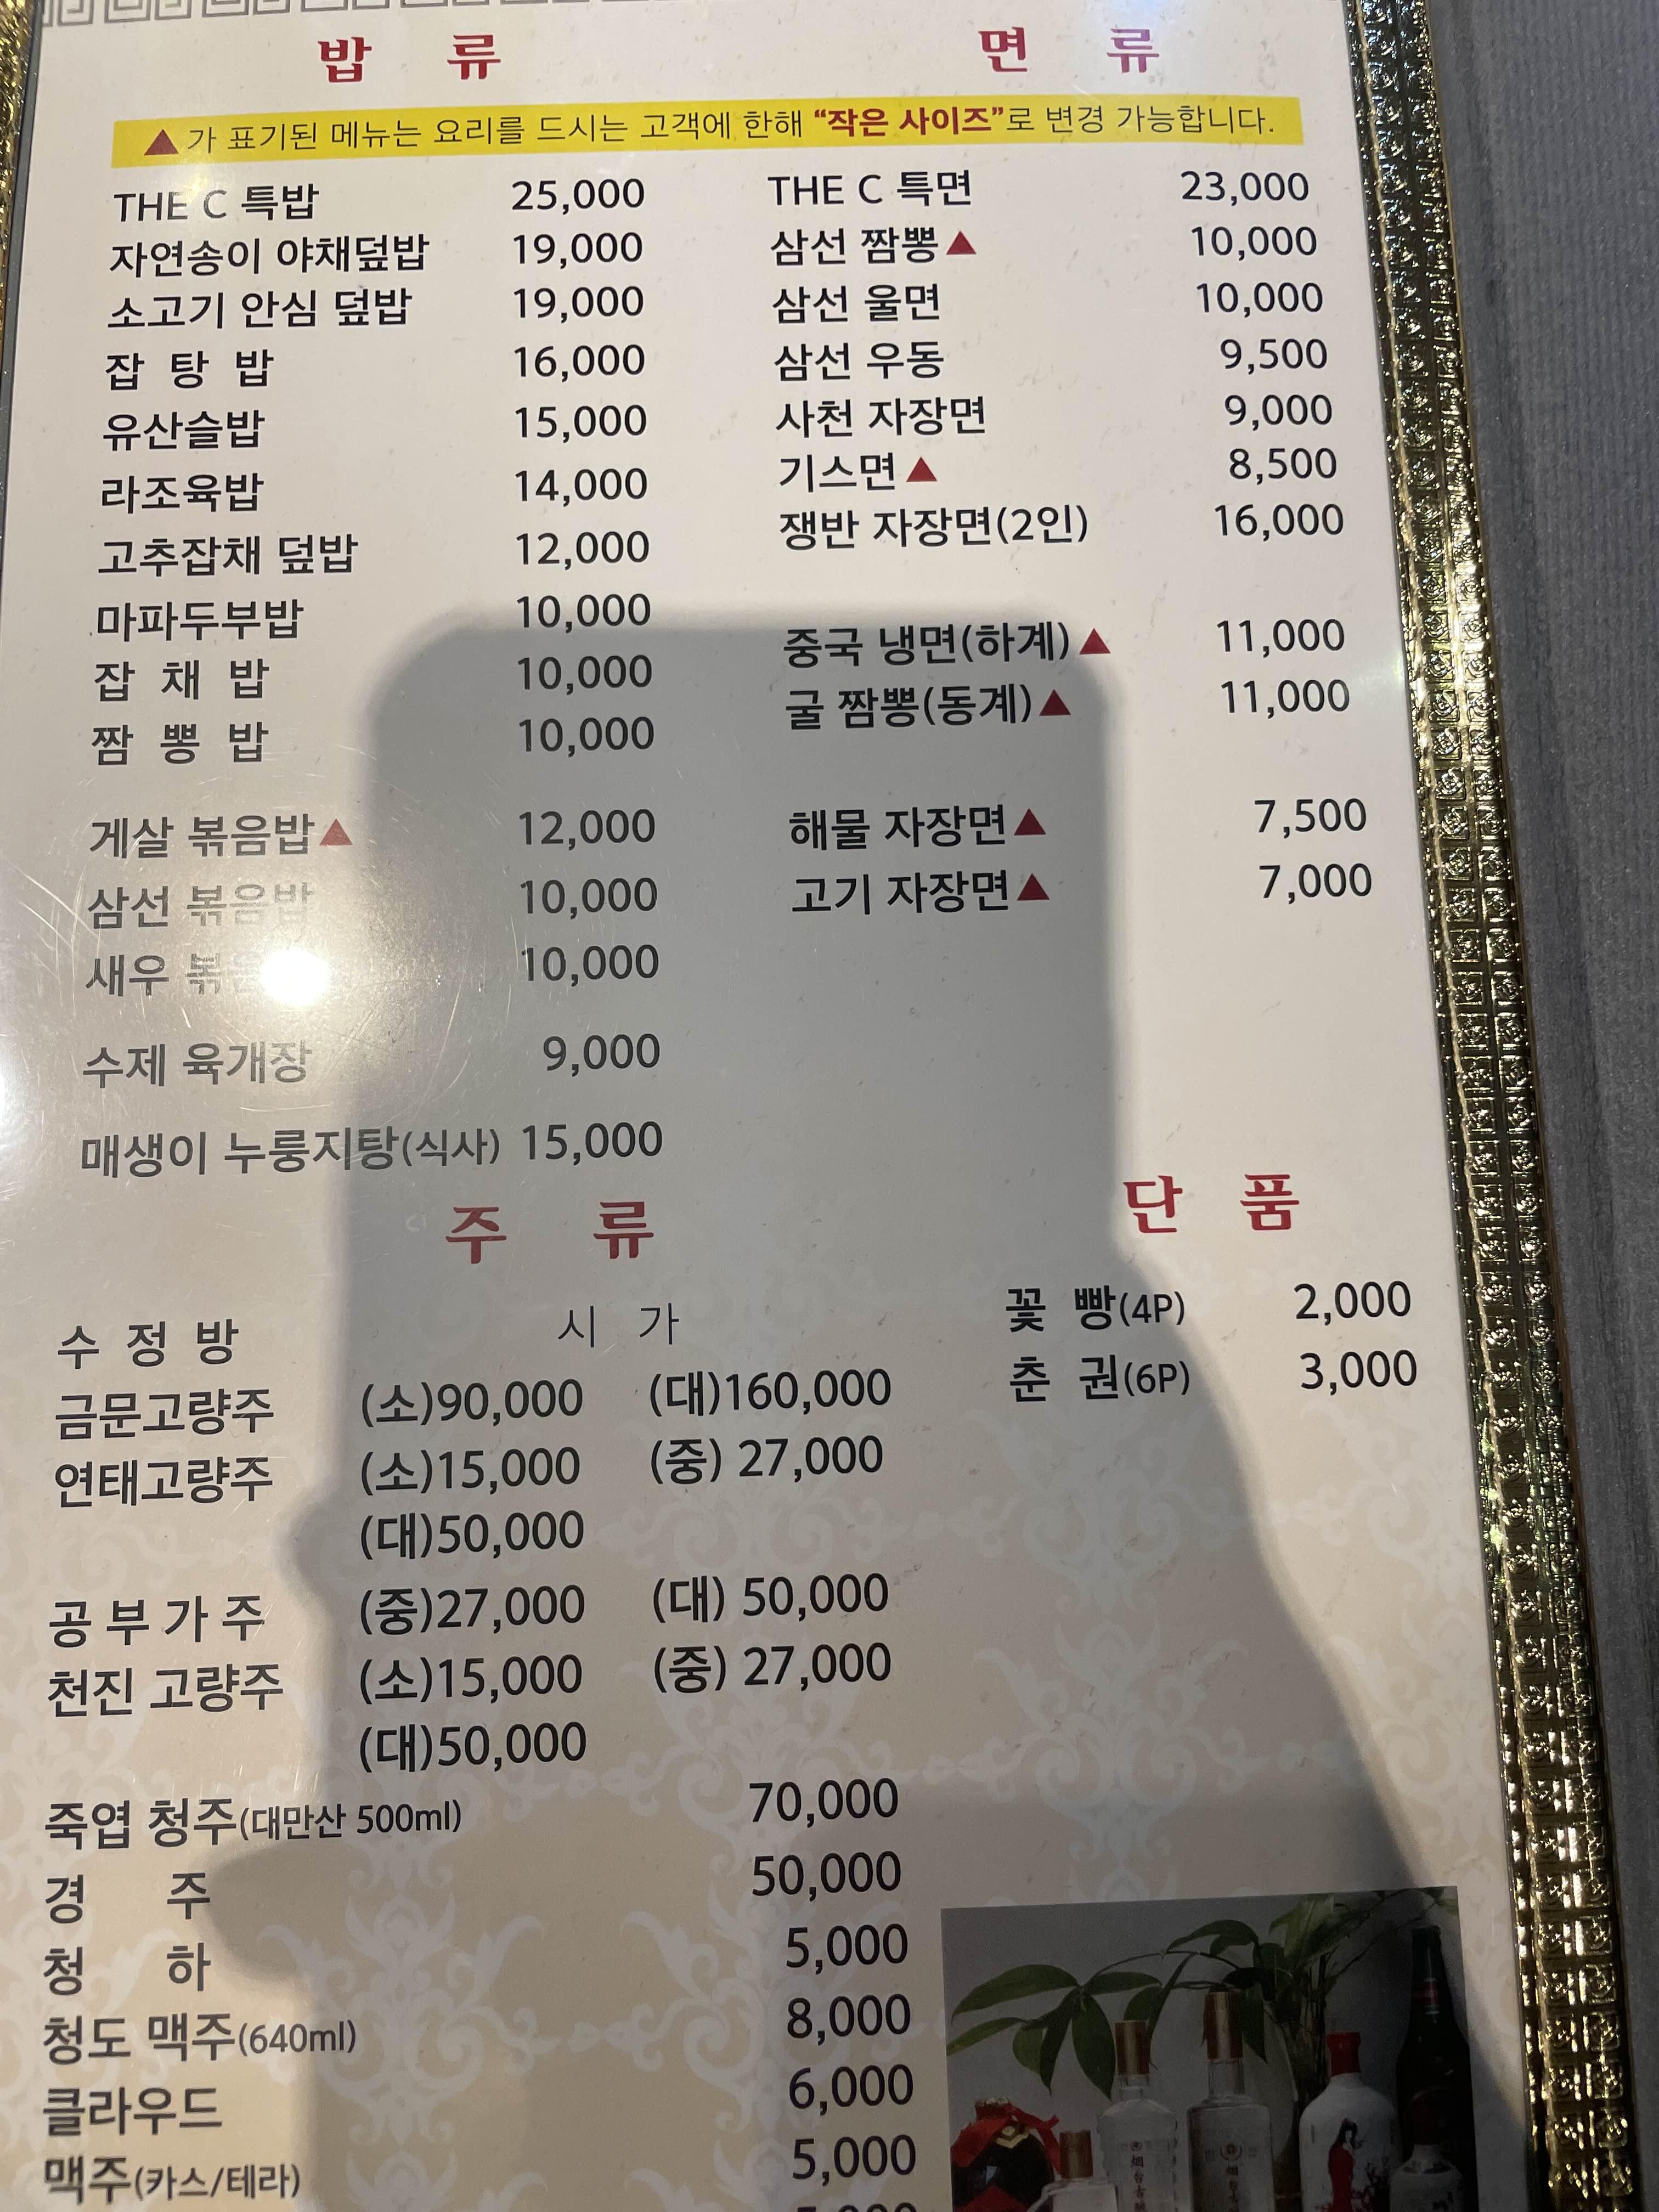 밥 류
면 류
▲가 표기된 메뉴는 요리를 드시는 고객에 한해 “작은 사이즈”로 변경 가능합니다.
THE C 특밥 25,000
자연송이 야채덮밥 19,000
소고기 안심 덮밥 19,000
잡 탕 밥 16,000
유산슬밥 15,000
라조육밥 14,000
고추잡채 덮밥 12,000
마파두부밥 10,000
잡 채 밥 10,000
짬 뽕 밥 10,000
게살 볶음밥▲ 12,000
삼선 볶음밥 10,000
새우 볶음 10,000
수제 육개장 9,000
매생이 누룽지탕(식사) 15,000
THE C 특면 23,000
삼선 짬뽕▲ 10,000
삼선 울면 10,000
삼선 우동 9,500
사천 자장면 9,000
기스면▲ 8,500
쟁반 자장면(2인) 16,000
중국 냉면(하계)▲ 11,000
굴 짬뽕(동계)▲ 11,000
해물 자장면▲ 7,500
고기 자장면▲ 7,000
주 류
수 정 방 시 가
금문고량주 (소)90,000 (대)160,000
연태고량주 (소)15,000 (중) 27,000
(대)50,000
공 부 가 주 (중)27,000 (대) 50,000
천진 고량주 (소)15,000 (중) 27,000
(대)50,000
죽엽 청주(대만산 500ml) 70,000
경 주 50,000
청 하 5,000
청도 맥주(640ml) 8,000
클라우드 6,000
맥주(카스/테라) 5,000
단 품
꽃 빵(4P) 2,000
춘 권(6P) 3,000